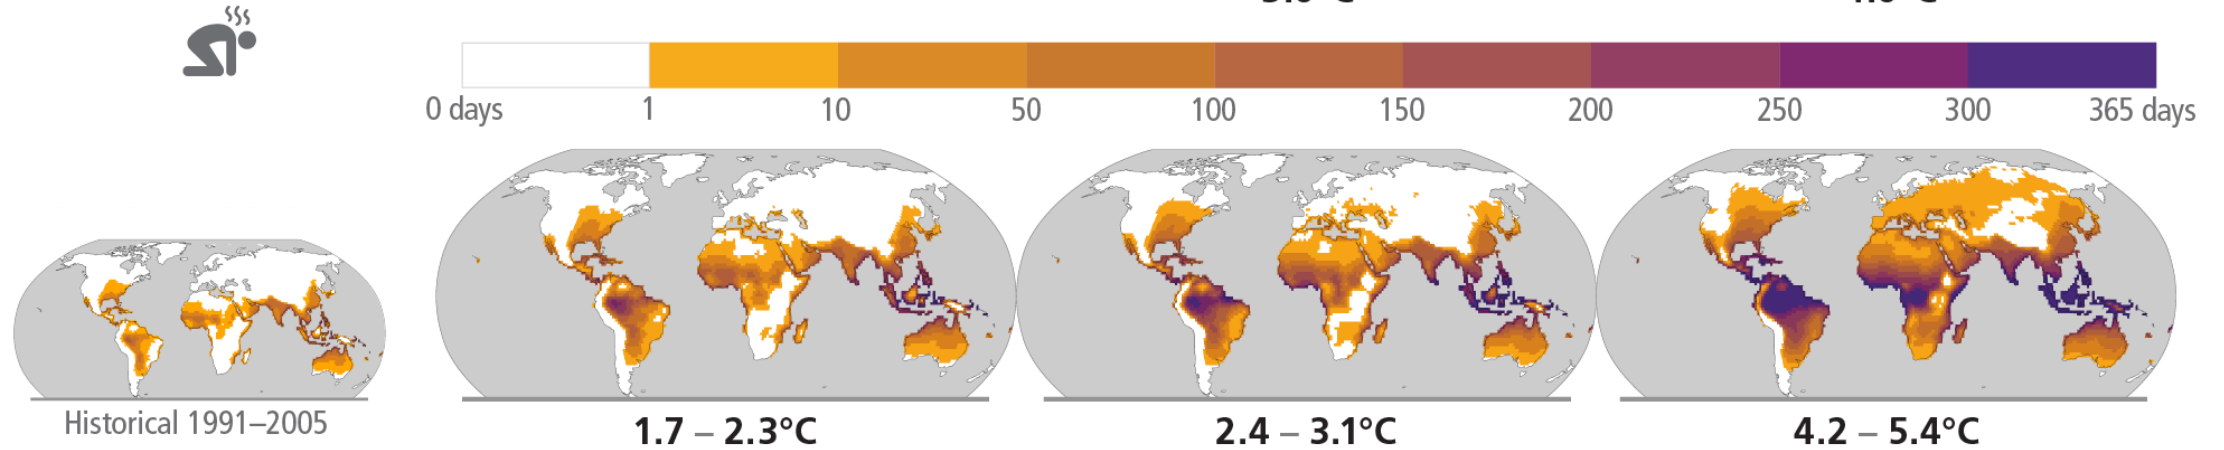 0 days 1 10 50 100 150 200 250 300 365 days
Historical 1991–2005
1.7 – 2.3°C
2.4 – 3.1°C
4.2 – 5.4°C